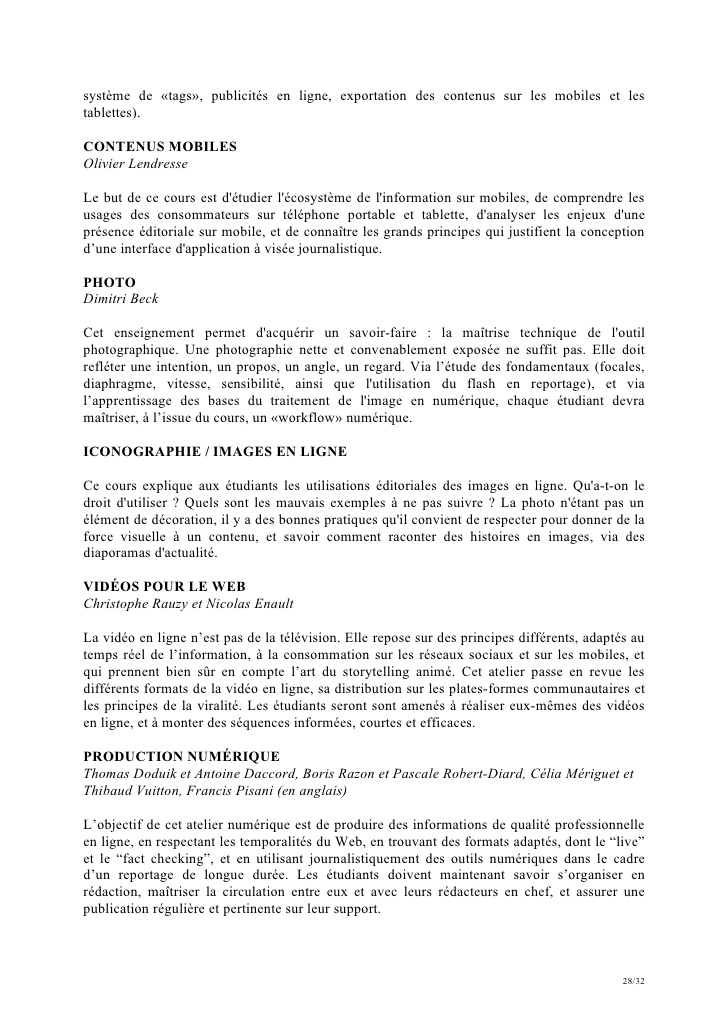 système de «tags», publicités en ligne, exportation des contenus sur les mobiles et les
tablettes).
CONTENUS MOBILES
Olivier Lendresse
Le but de ce cours est d'étudier l'écosystème de l'information sur mobiles, de comprendre les
usages des consommateurs sur téléphone portable et tablette, d'analyser les enjeux d'une
présence éditoriale sur mobile, et de connaître les grands principes qui justifient la conception
d’une interface d'application à visée journalistique.
PHOTO
Dimitri Beck
Cet enseignement permet d'acquérir un savoir-faire : la maîtrise technique de l'outil
photographique. Une photographie nette et convenablement exposée ne suffit pas. Elle doit
refléter une intention, un propos, un angle, un regard. Via l’étude des fondamentaux (focales,
diaphragme, vitesse, sensibilité, ainsi que l'utilisation du flash en reportage), et via
l’apprentissage des bases du traitement de l'image en numérique, chaque étudiant devra
maîtriser, à l’issue du cours, un «workflow» numérique.
ICONOGRAPHIE / IMAGES EN LIGNE
Ce cours explique aux étudiants les utilisations éditoriales des images en ligne. Qu'a-t-on le
droit d'utiliser ? Quels sont les mauvais exemples à ne pas suivre ? La photo n'étant pas un
élément de décoration, il y a des bonnes pratiques qu'il convient de respecter pour donner de la
force visuelle à un contenu, et savoir comment raconter des histoires en images, via des
diaporamas d'actualité.
VIDÉOS POUR LE WEB
Christophe Rauzy et Nicolas Enault
La vidéo en ligne n’est pas de la télévision. Elle repose sur des principes différents, adaptés au
temps réel de l’information, à la consommation sur les réseaux sociaux et sur les mobiles, et
qui prennent bien sûr en compte l’art du storytelling animé. Cet atelier passe en revue les
différents formats de la vidéo en ligne, sa distribution sur les plates-formes communautaires et
les principes de la viralité. Les étudiants seront sont amenés à réaliser eux-mêmes des vidéos
en ligne, et à monter des séquences informées, courtes et efficaces.
PRODUCTION NUMÉRIQUE
Thomas Doduik et Antoine Daccord, Boris Razon et Pascale Robert-Diard, Célia Mériguet et
Thibaud Vuitton, Francis Pisani (en anglais)
L’objectif de cet atelier numérique est de produire des informations de qualité professionnelle
en ligne, en respectant les temporalités du Web, en trouvant des formats adaptés, dont le “live”
et le “fact checking”, et en utilisant journalistiquement des outils numériques dans le cadre
d’un reportage de longue durée. Les étudiants doivent maintenant savoir s’organiser en
rédaction, maîtriser la circulation entre eux et avec leurs rédacteurs en chef, et assurer une
publication régulière et pertinente sur leur support.
28/32